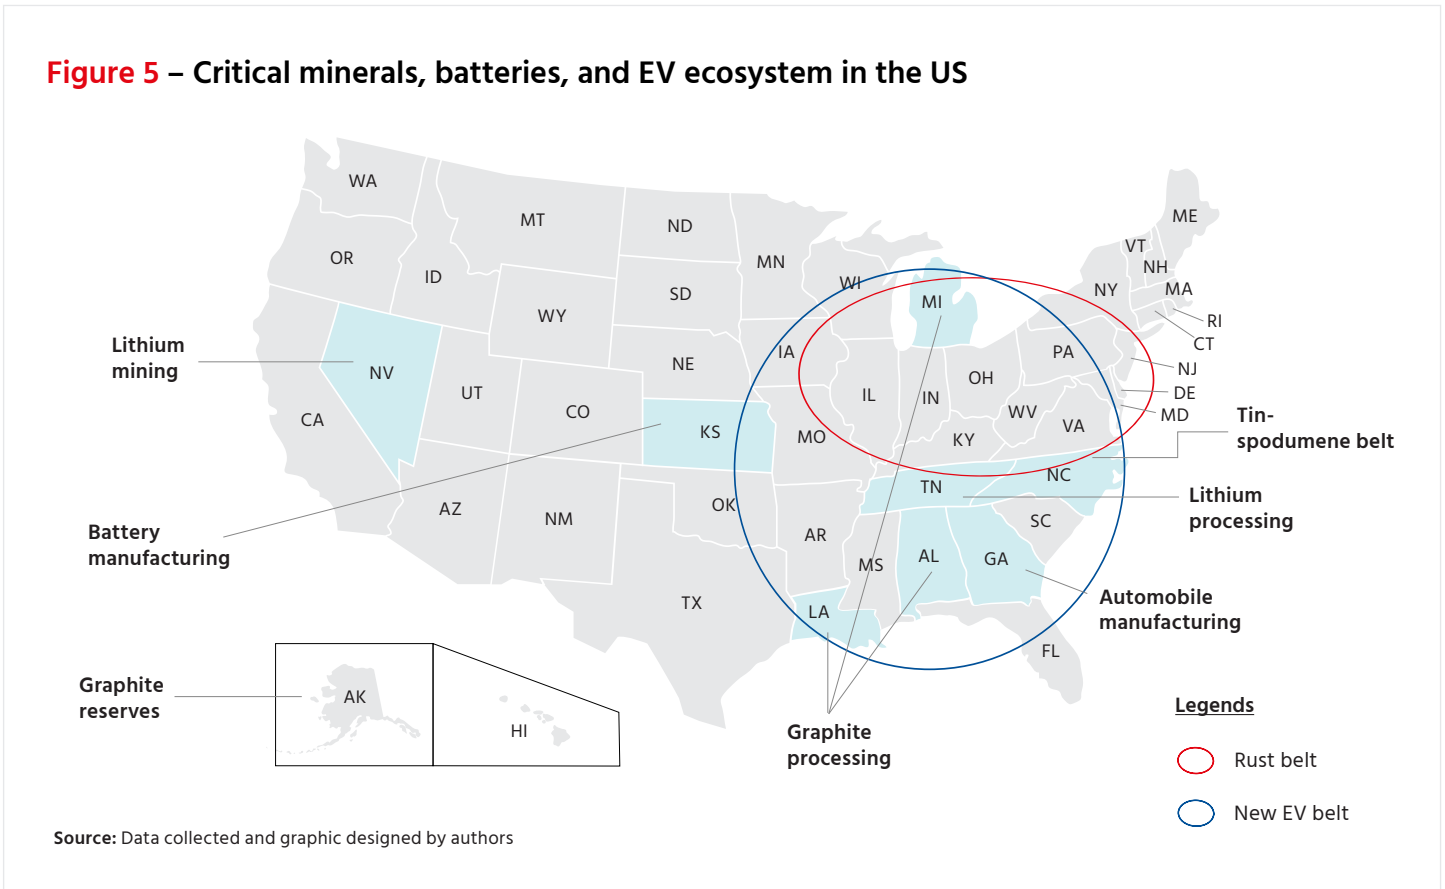 Figure 5 – Critical minerals, batteries, and EV ecosystem in the US
WA
MT
ND
MN
OR
ID
SD
WI
WY
MI
NY
VT
NH
ME
MA
RI
CT
NJ
DE
MD
Lithium
mining
NV
UT
CO
NE
IA
IL
IN
OH
PA
WV
VA
KY
CA
KS
MO
Tin-
spodumene belt
TN
NC
Lithium
processing
Battery
manufacturing
AZ
NM
OK
AR
SC
MS
AL
GA
Automobile
manufacturing
TX
LA
FL
Graphite
reserves
AK
HI
Graphite
processing
Legends
Rust belt
New EV belt
Source: Data collected and graphic designed by authors